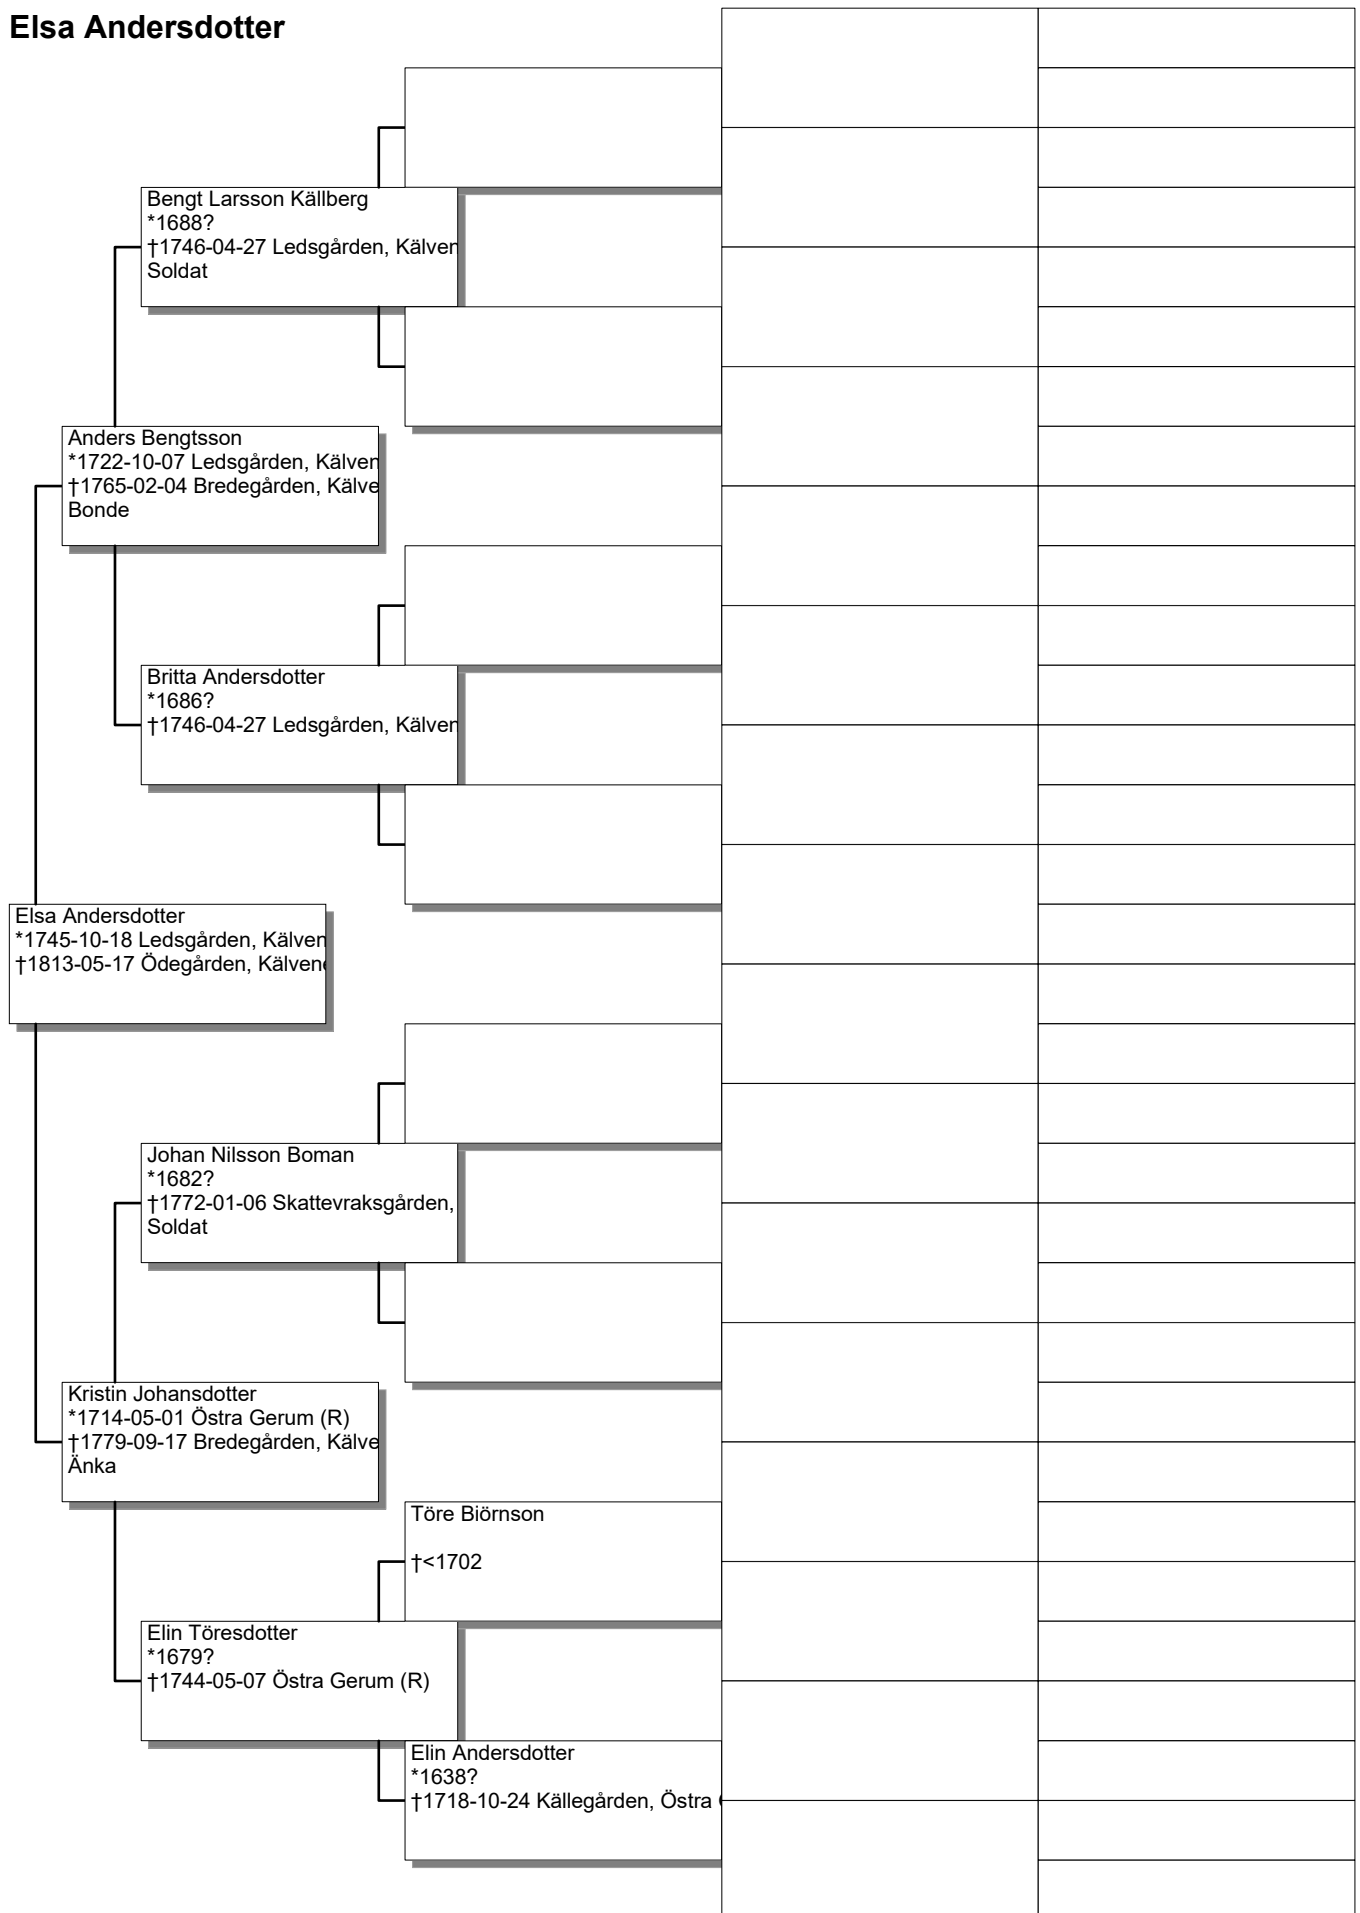 Elsa Andersdotter
Bengt Larsson Källberg
*1688?
†1746-04-27 Ledsgården, Kälven
Soldat
Anders Bengtsson
*1722-10-07 Ledsgården, Kälven
†1765-02-04 Bredegården, Kälve
Bonde
Britta Andersdotter
*1686?
†1746-04-27 Ledsgården, Kälven
Elsa Andersdotter
*1745-10-18 Ledsgården, Kälven
†1813-05-17 Ödegården, Kälvene
Johan Nilsson Boman
*1682?
†1772-01-06 Skattevraksgården,
Soldat
Kristin Johansdotter
*1714-05-01 Östra Gerum (R)
†1779-09-17 Bredegården, Kälve
Änka
Töre Biörnson
†<1702
Elin Töresdotter
*1679?
†1744-05-07 Östra Gerum (R)
Elin Andersdotter
*1638?
†1718-10-24 Källegården, Östra